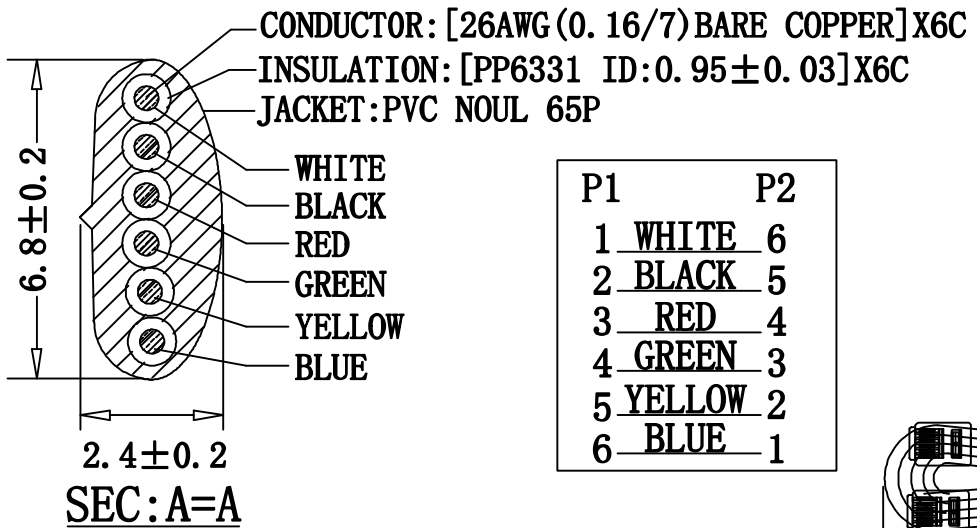 CONDUCTOR:[26AWG(0.16/7)BARE COPPER]X6C
INSULATION:[PP6331 ID:0.95±0.03]X6C
JACKET:PVC NOUL 65P
WHITE
BLACK
RED
GREEN
YELLOW
BLUE
6.8±0.2
2.4±0.2
SEC:A=A
P1 P2
1 WHITE 6
2 BLACK 5
3 RED 4
4 GREEN 3
5 YELLOW 2
6 BLUE 1